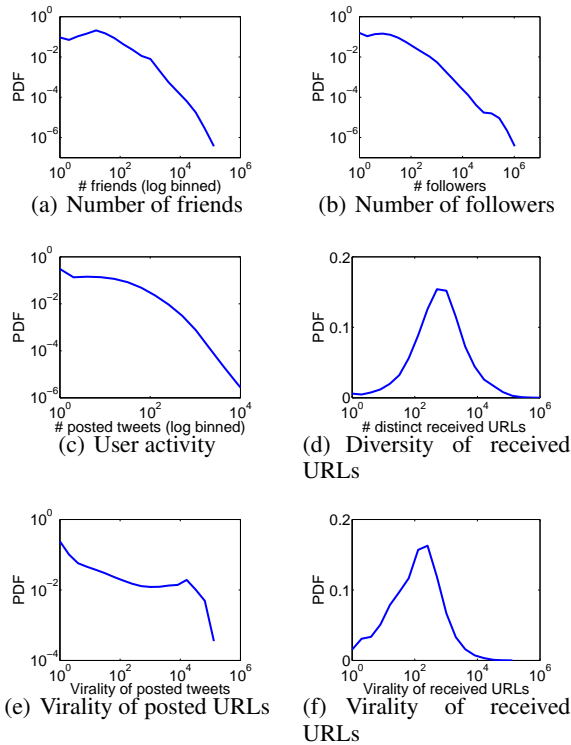 10^0
10^-2
10^-4
10^-6
PDF
10^0 10^2 10^4 10^6
# friends (log binned)
(a) Number of friends
10^0
10^-2
10^-4
10^-6
PDF
10^0 10^2 10^4 10^6
# followers
(b) Number of followers
10^0
10^-2
10^-4
10^-6
PDF
10^0 10^2 10^4
# posted tweets (log binned)
(c) User activity
0.2
0.1
0
PDF
10^0 10^2 10^4 10^6
# distinct received URLs
(d) Diversity of received
URLs
10^0
10^-2
10^-4
PDF
10^0 10^2 10^4 10^6
Virality of posted tweets
(e) Virality of posted URLs
0.2
0.1
0
PDF
10^0 10^2 10^4 10^6
Virality of received URLs
(f) Virality of received
URLs